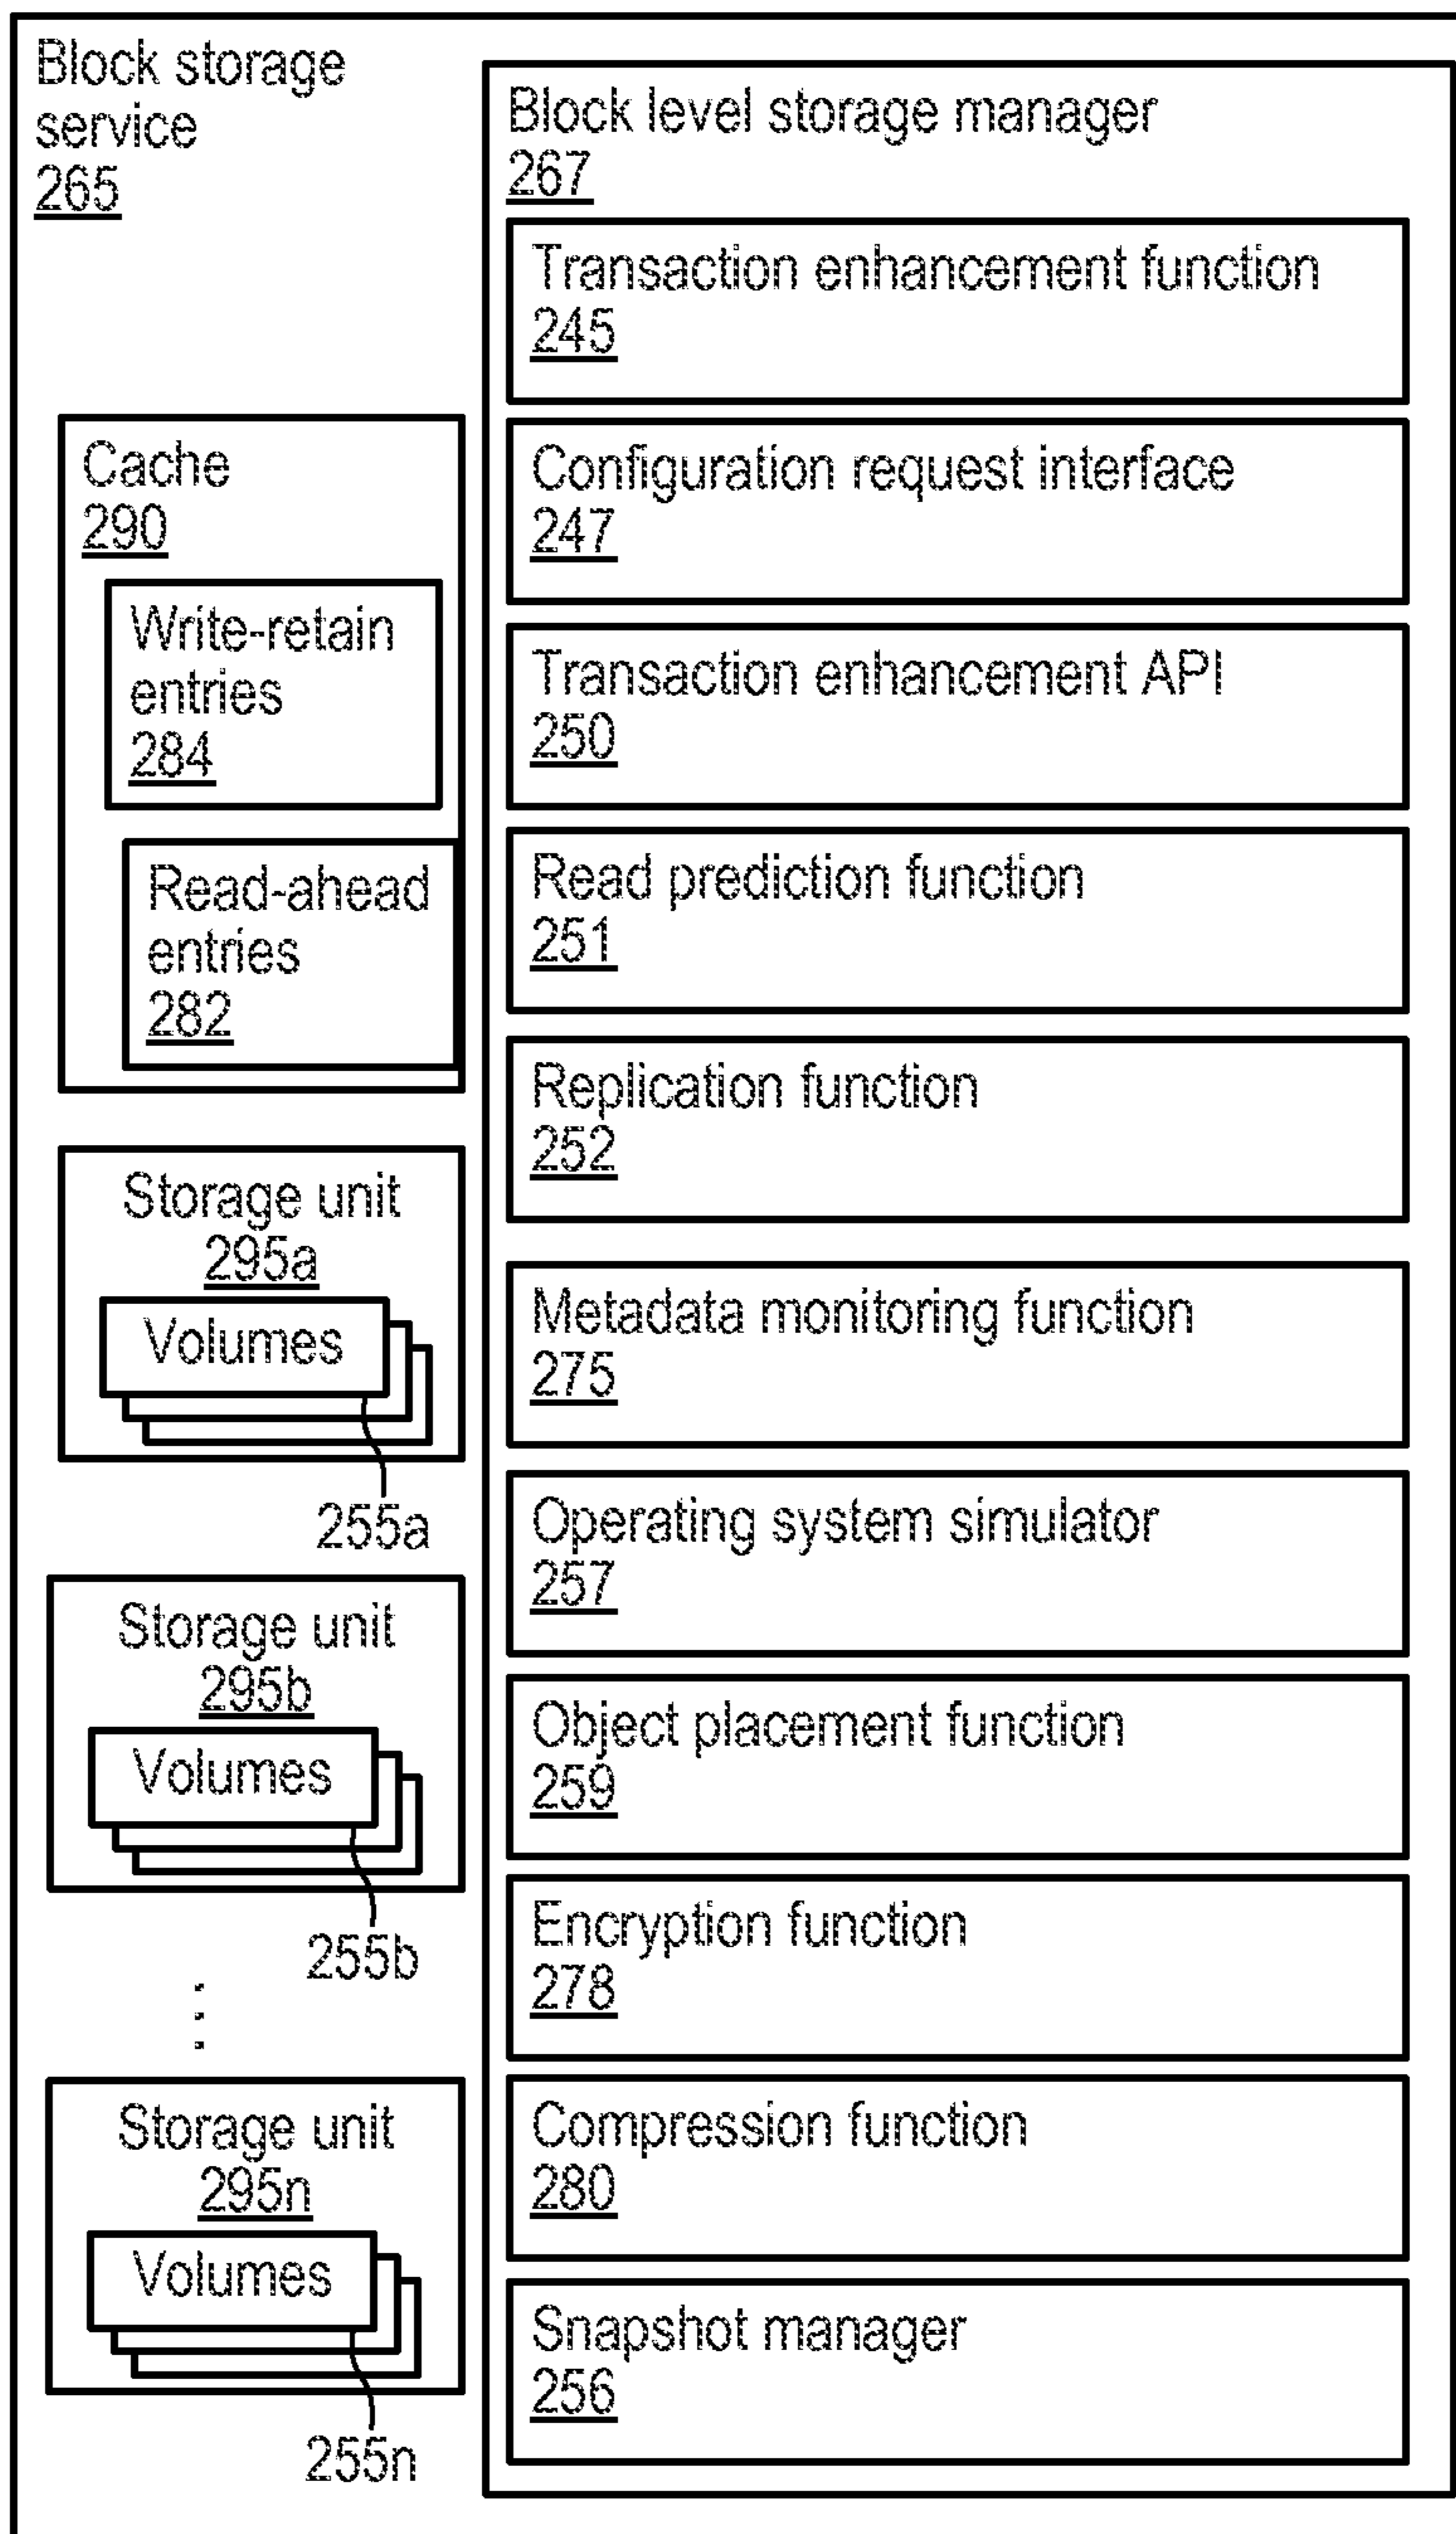 Block storage
service
265
Cache
290
Write-retain
entries
284
Read-ahead
entries
282
Storage unit
295a
Volumes
255a
Storage unit
295b
Volumes
255b
Storage unit
295n
Volumes
255n
Block level storage manager
267
Transaction enhancement function
245
Configuration request interface
247
Transaction enhancement API
250
Read prediction function
251
Replication function
252
Metadata monitoring function
275
Operating system simulator
257
Object placement function
259
Encryption function
278
Compression function
280
Snapshot manager
256